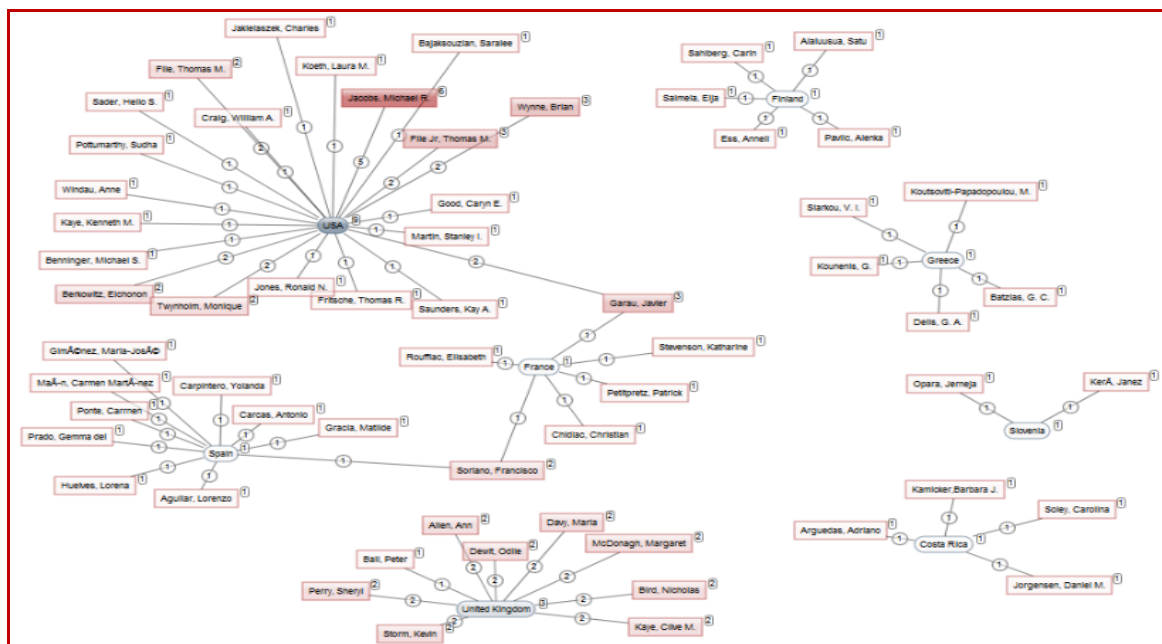 Jakielaszek, Charles 1
Bajaksouzian, Saralee 1
File, Thomas M. 2
Koeth, Laura M. 1
Sader, Helio S. 1
Jacobs, Michael R. 6
Wynne, Brian 3
Craig, William A. 1
File Jr, Thomas M. 3
Pottumarthy, Sudha 1
Windau, Anne 1
Good, Caryn E. 1
Kaye, Kenneth M. 1
USA 9
Martin, Stanley I. 1
Benninger, Michael S. 1
Berkowitz, Elchonon 2
Jones, Ronald N. 1
Twynholm, Monique 2
Fritsche, Thomas R. 1
Saunders, Kay A. 1
Garau, Javier 3
Sahlberg, Carin 1
Alaluusua, Satu 1
Salmela, Eija 1
Finland 1
Ess, Anneli 1
Pavlic, Alenka 1
Koutsoviti-Papadopoulou, M. 1
Siarkou, V. I. 1
Kounenis, G. 1
Greece 1
Batzias, G. C. 1
Delis, G. A. 1
GimÃ©nez, Maria-JosÃ© 1
MaÃ­n, Carmen MartÃ­nez 1
Carpintero, Yolanda 1
Ponte, Carmen 1
Carcas, Antonio 1
Prado, Gemma del 1
Gracia, Matilde 1
Spain 1
Huelves, Lorena 1
Aguilar, Lorenzo 1
Soriano, Francisco 2
Rouffiac, Elisabeth 1
Stevenson, Katharine 1
France 1
Petitpretz, Patrick 1
Chidiac, Christian 1
Opara, Jerneja 1
KerÅ, Janez 1
Slovenia 1
Allen, Ann 2
Davy, Maria 2
Ball, Peter 1
Dewit, Odile 2
McDonagh, Margaret 2
Perry, Sheryl 2
Bird, Nicholas 2
United Kingdom 3
Storm, Kevin 2
Kaye, Clive M. 2
Kamicker,Barbara J. 1
Arguedas, Adriano 1
Soley, Carolina 1
Costa Rica 1
Jorgensen, Daniel M. 1